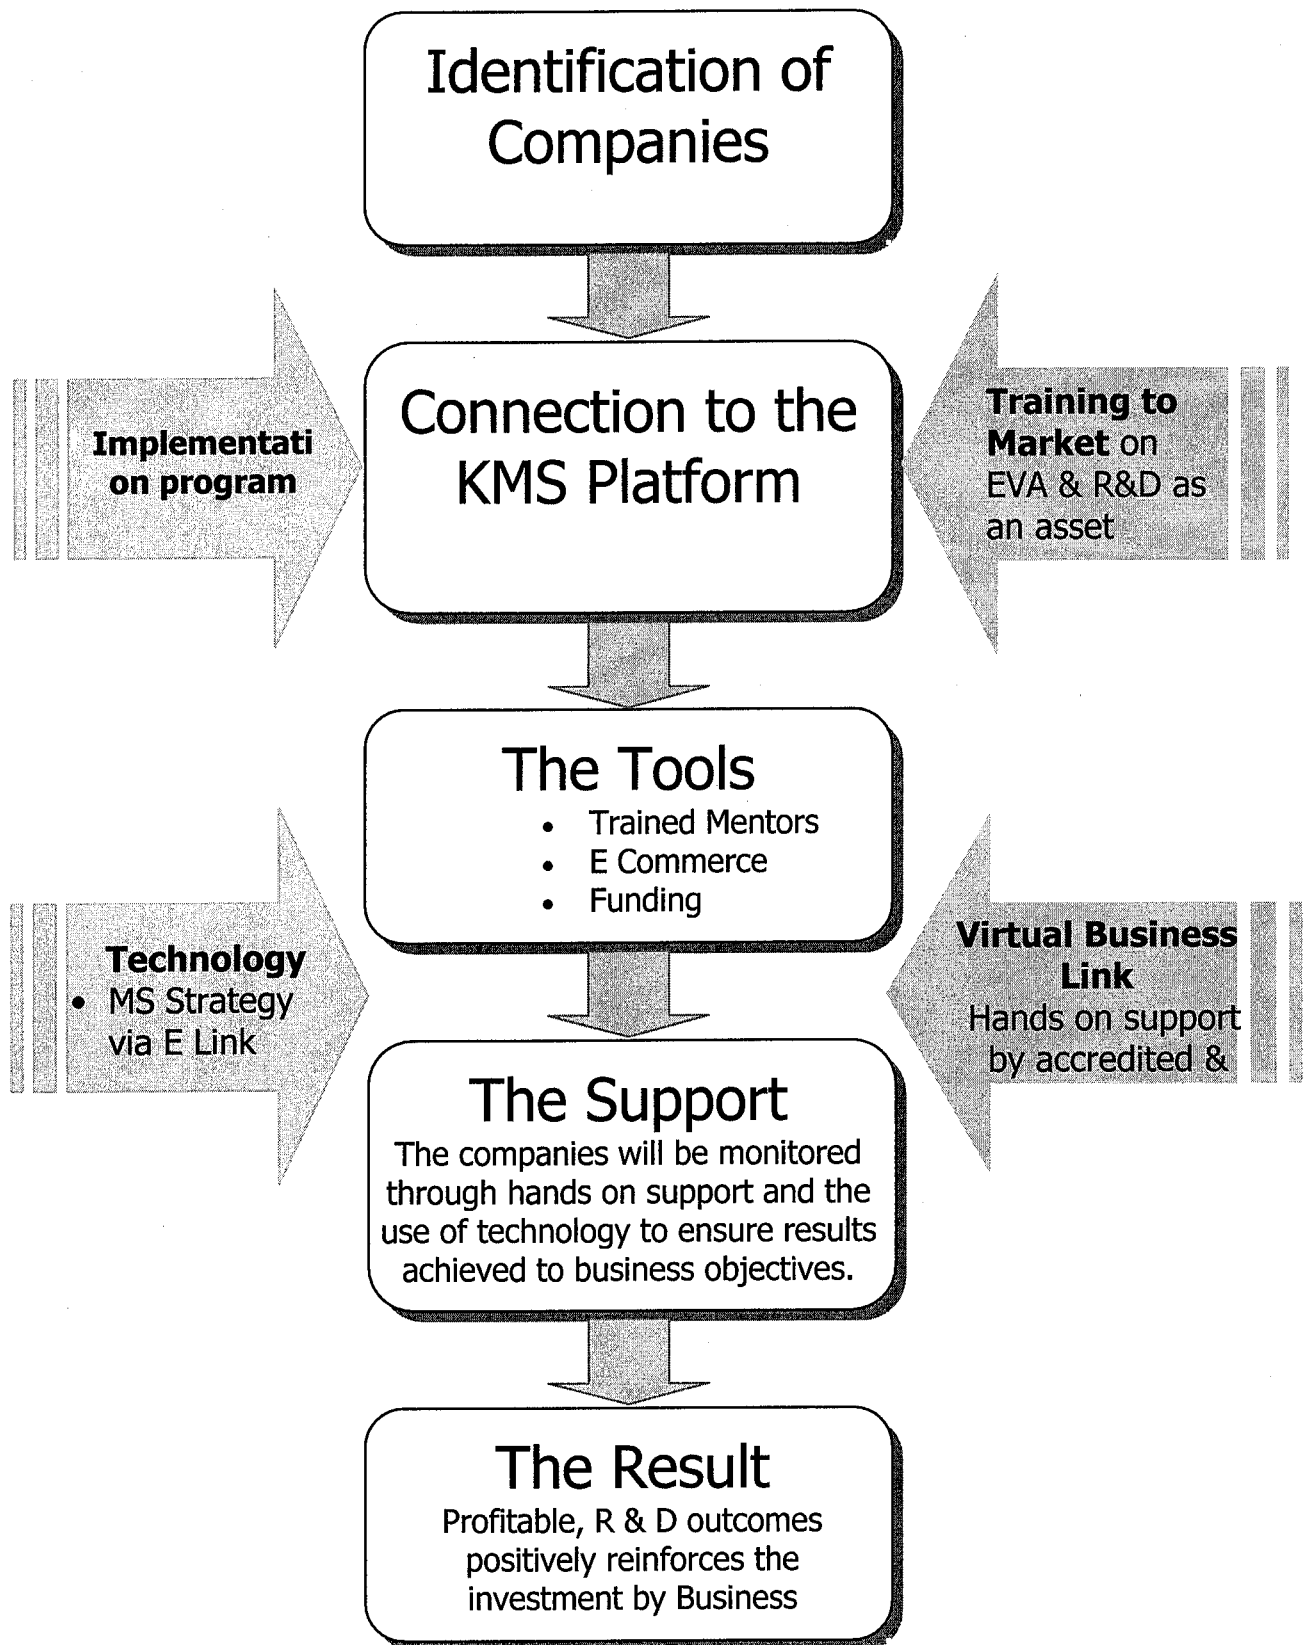 Identification of
Companies
Implementati
on program
Connection to the
KMS Platform
Training to
Market on
EVA & R&D as
an asset
The Tools
• Trained Mentors
• E Commerce
• Funding
Technology
• MS Strategy
via E Link
Virtual Business
Link
Hands on support
by accredited &
The Support
The companies will be monitored
through hands on support and the
use of technology to ensure results
achieved to business objectives.
The Result
Profitable, R & D outcomes
positively reinforces the
investment by Business